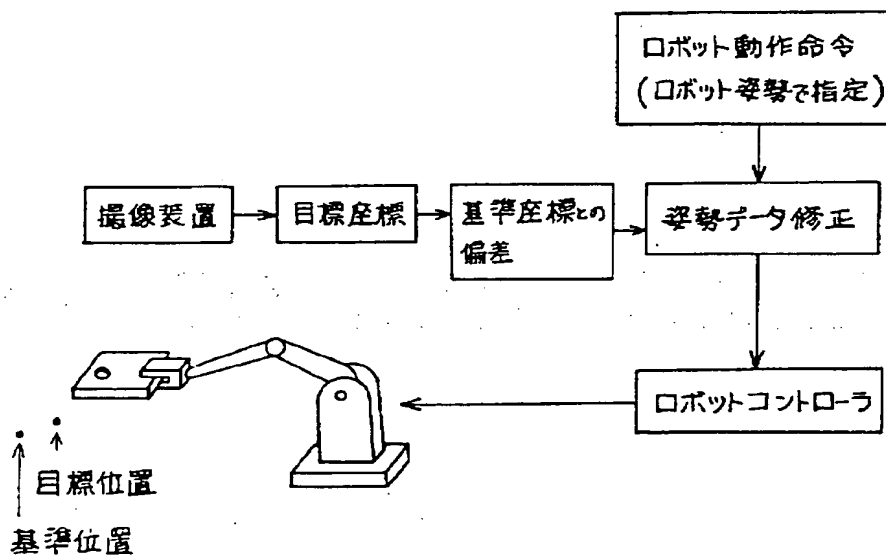 ロボット動作命令
(ロボット姿勢で指定)
撮像装置
目標座標
基準座標との
偏差
姿勢データ修正
ロボットコントローラ
目標位置
基準位置